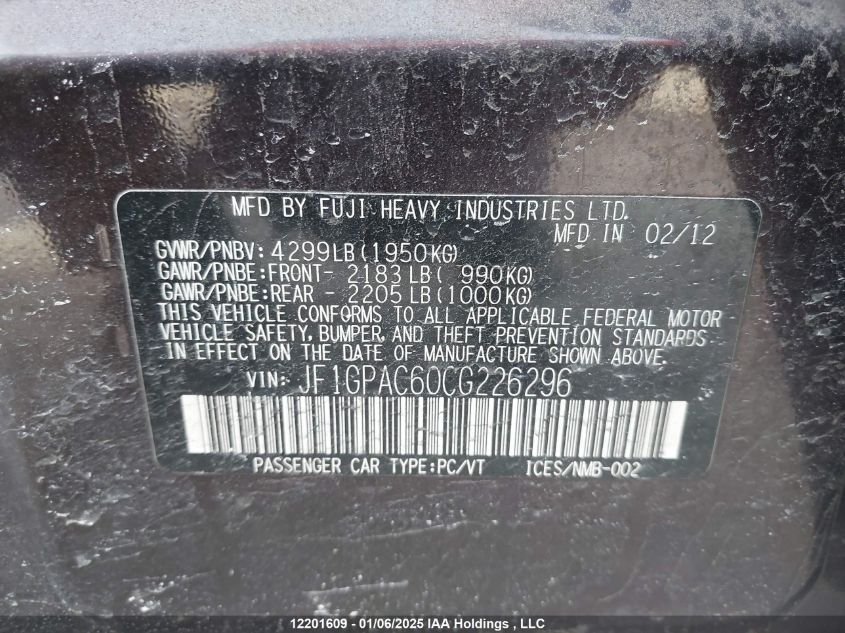 MFD BY FUJI HEAVY INDUSTRIES LTD.
MFD IN 02/12
GVWR/PNBV: 4299LB (1950KG)
GAWR/PNBE: FRONT- 2183 LB ( 990KG)
GAWR/PNBE: REAR - 2205 LB (1000KG)
THIS VEHICLE CONFORMS TO ALL APPLICABLE FEDERAL MOTOR
VEHICLE SAFETY, BUMPER, AND THEFT PREVENTION STANDARDS
IN EFFECT ON THE DATE OF MANUFACTURE SHOWN ABOVE.
VIN: JF1GPAC60CG226296
PASSENGER CAR TYPE: PC/VT ICES/NMB-002
12201609 - 01/06/2025 IAA Holdings , LLC